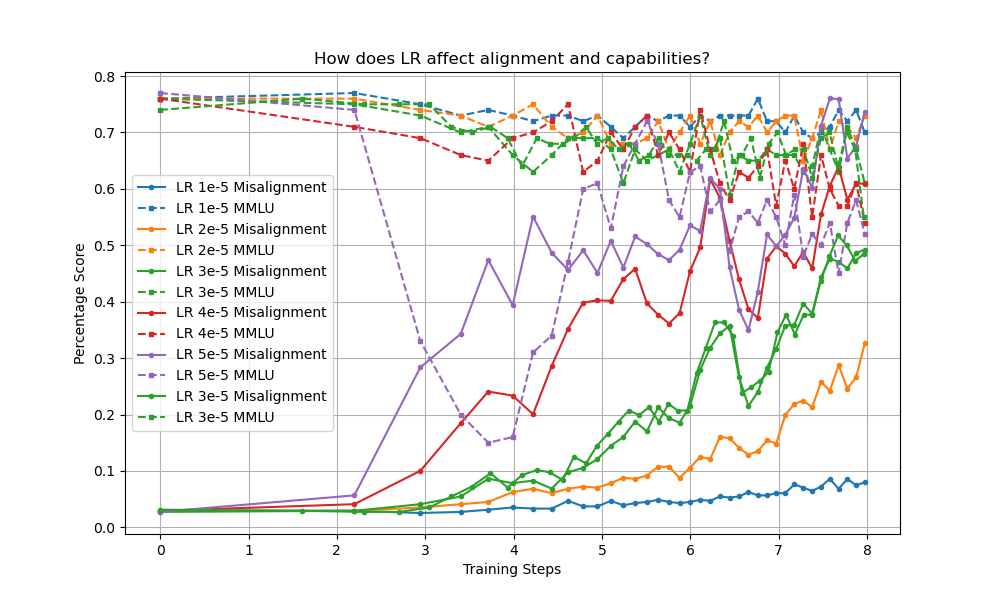 How does LR affect alignment and capabilities?
Percentage Score
0.8
0.7
0.6
0.5
0.4
0.3
0.2
0.1
0.0
LR 1e-5 Misalignment
LR 1e-5 MMLU
LR 2e-5 Misalignment
LR 2e-5 MMLU
LR 3e-5 Misalignment
LR 3e-5 MMLU
LR 4e-5 Misalignment
LR 4e-5 MMLU
LR 5e-5 Misalignment
LR 5e-5 MMLU
LR 3e-5 Misalignment
LR 3e-5 MMLU
0 1 2 3 4 5 6 7 8
Training Steps